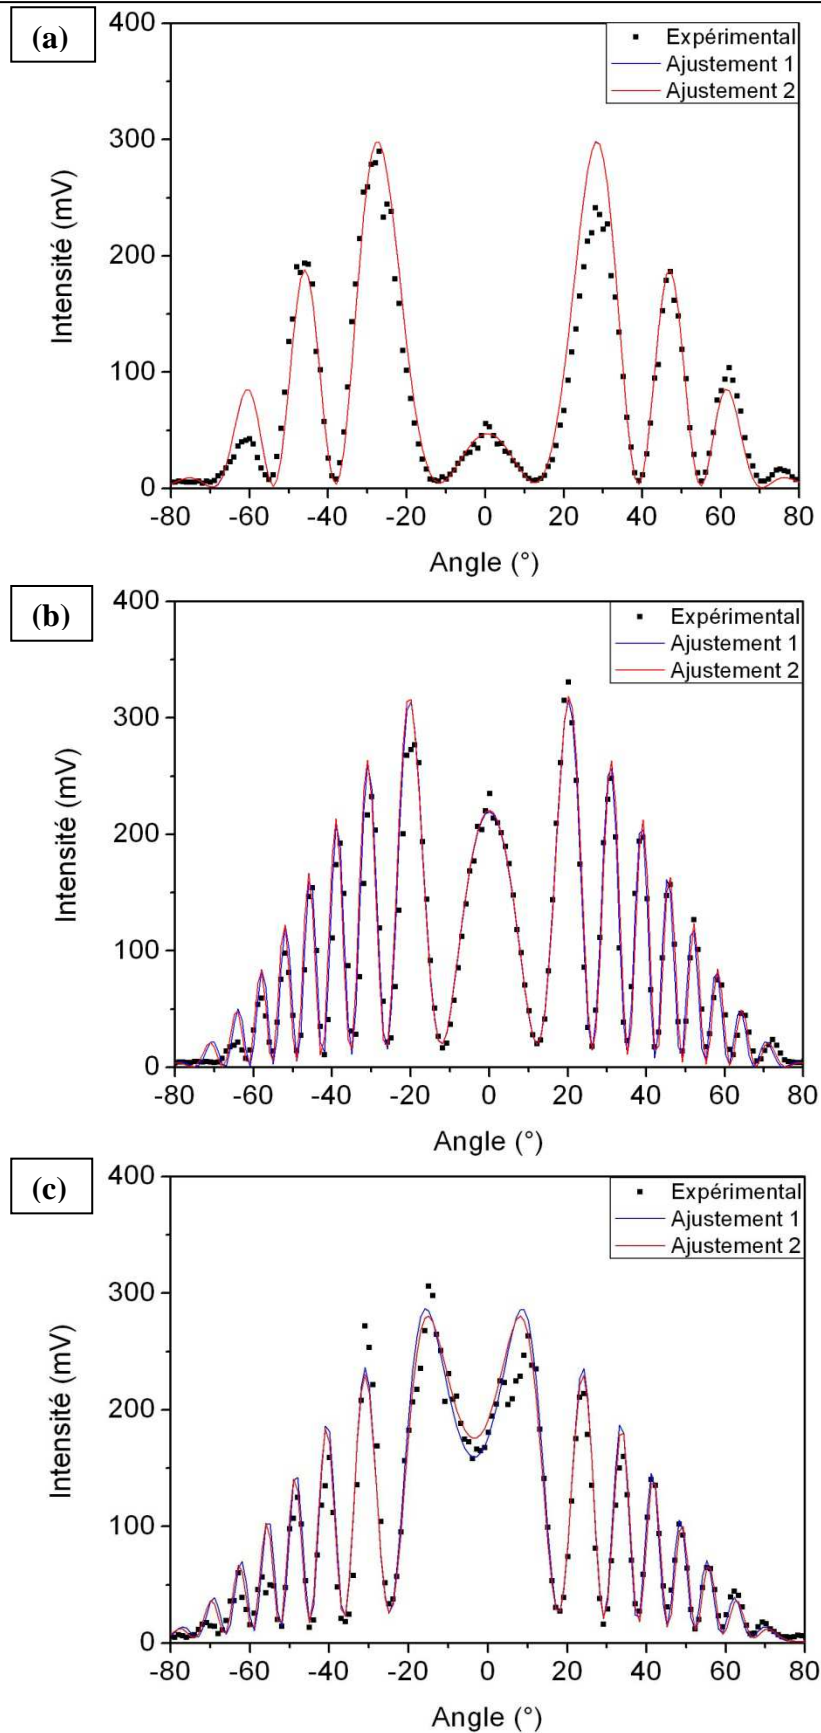 (a)
400
300
200
100
0
Intensité (mV)
Expérimental
Ajustement 1
Ajustement 2
-80 -60 -40 -20 0 20 40 60 80
Angle (°)
(b)
400
300
200
100
0
Intensité (mV)
Expérimental
Ajustement 1
Ajustement 2
-80 -60 -40 -20 0 20 40 60 80
Angle (°)
(c)
400
300
200
100
0
Intensité (mV)
Expérimental
Ajustement 1
Ajustement 2
-80 -60 -40 -20 0 20 40 60 80
Angle (°)